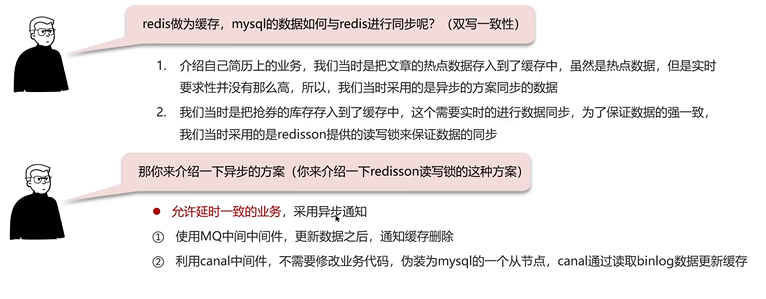 redis做为缓存，mysql的数据如何与redis进行同步呢？（双写一致性）
1. 介绍自己简历上的业务，我们当时是把文章的热点数据存入到了缓存中，虽然是热点数据，但是实时
要求性并没有那么高，所以，我们当时采用的是异步的方案同步的数据
2. 我们当时是把抢券的库存存入到了缓存中，这个需要实时的进行数据同步，为了保证数据的强一致，
我们当时采用的是redisson提供的读写锁来保证数据的同步
那你来介绍一下异步的方案（你来介绍一下redisson读写锁的这种方案）
● 允许延时一致的业务，采用异步通知
① 使用MQ中间中间件，更新数据之后，通知缓存删除
② 利用canal中间件，不需要修改业务代码，伪装为mysql的一个从节点，canal通过读取binlog数据更新缓存